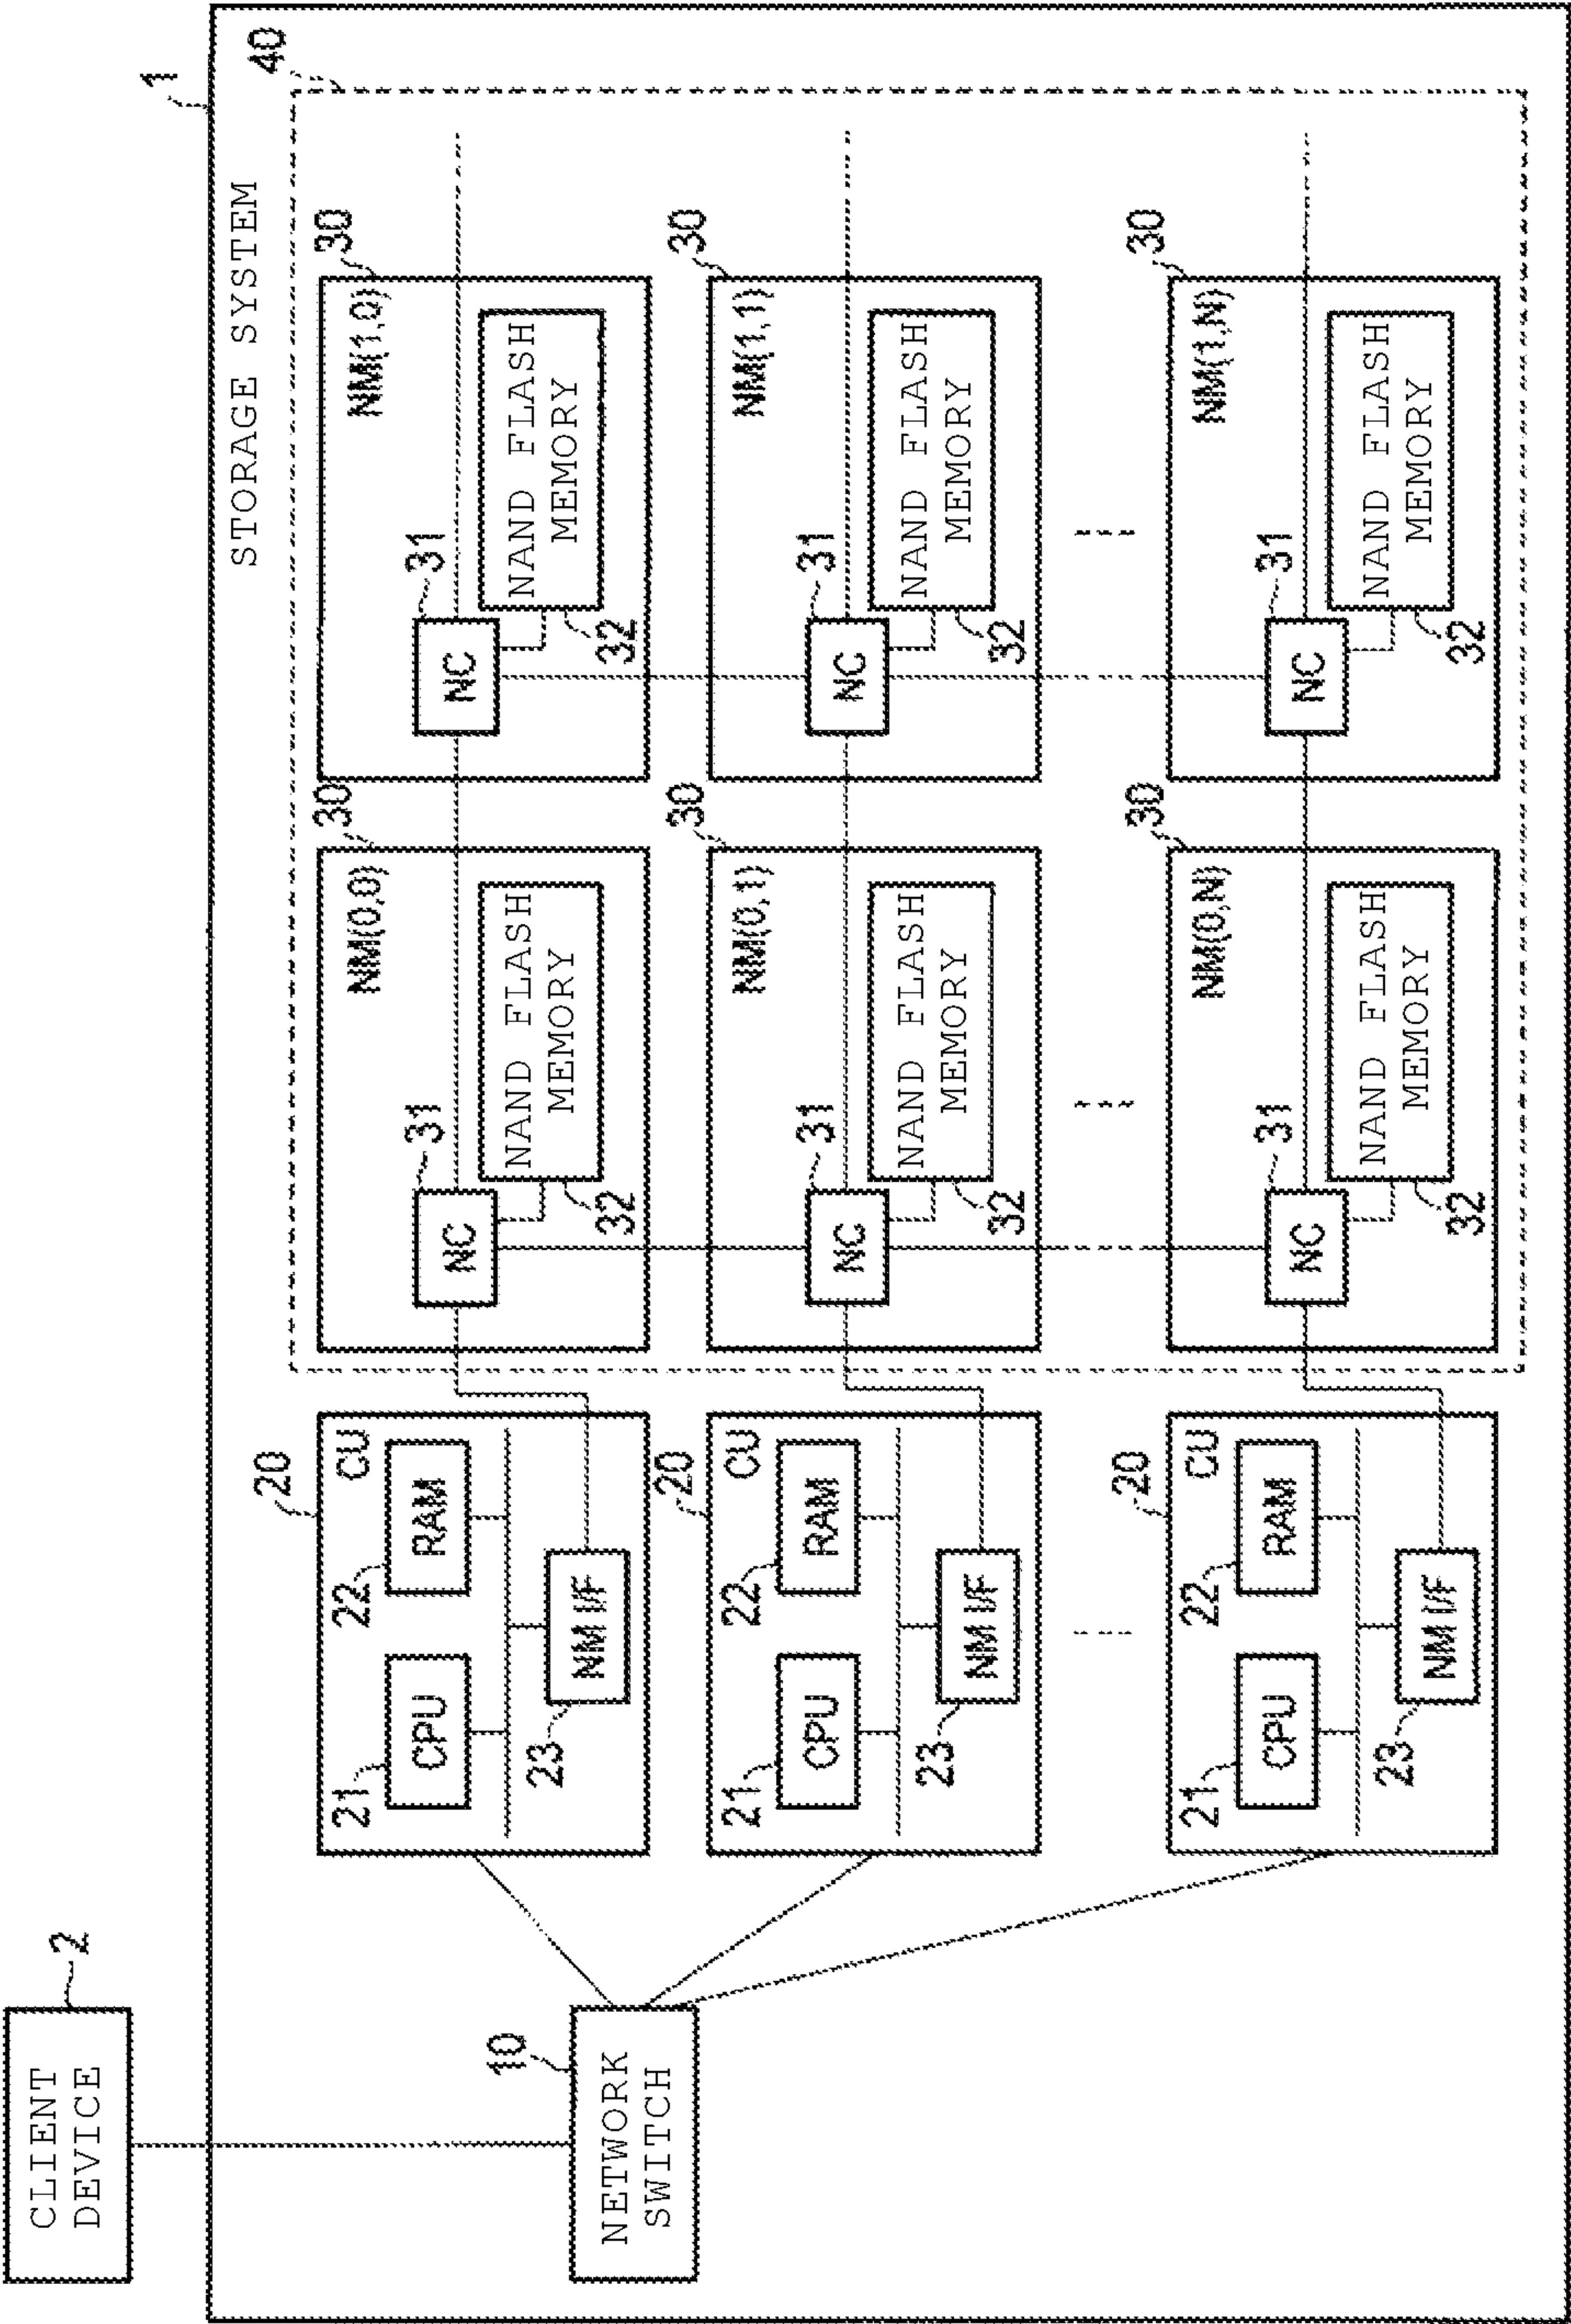 CLIENT
DEVICE
2
1
STORAGE SYSTEM
40
NETWORK
SWITCH
10
20
CU
21
CPU
22
RAM
23
NM I/F
30
NM(0,0)
31
NC
32
NAND FLASH
MEMORY
30
NM(1,0)
31
NC
32
NAND FLASH
MEMORY
20
CU
21
CPU
22
RAM
23
NM I/F
30
NM(0,1)
31
NC
32
NAND FLASH
MEMORY
30
NM(1,1)
31
NC
32
NAND FLASH
MEMORY
20
CU
21
CPU
22
RAM
23
NM I/F
30
NM(0,N)
31
NC
32
NAND FLASH
MEMORY
30
NM(1,N)
31
NC
32
NAND FLASH
MEMORY